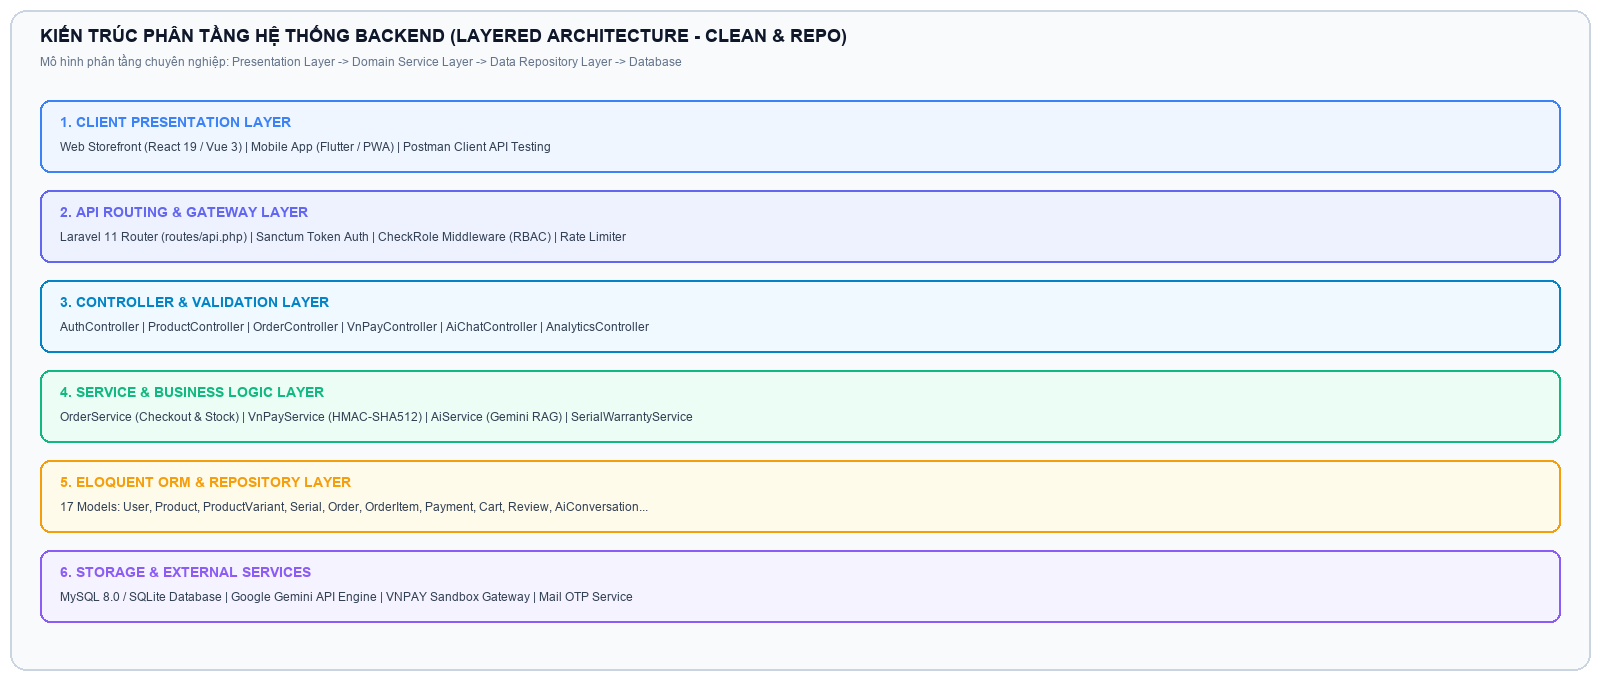 KIẾN TRÚC PHÂN TẦNG HỆ THỐNG BACKEND (LAYERED ARCHITECTURE - CLEAN & REPO)
Mô hình phân tầng chuyên nghiệp: Presentation Layer -> Domain Service Layer -> Data Repository Layer -> Database
1. CLIENT PRESENTATION LAYER
Web Storefront (React 19 / Vue 3) | Mobile App (Flutter / PWA) | Postman Client API Testing
2. API ROUTING & GATEWAY LAYER
Laravel 11 Router (routes/api.php) | Sanctum Token Auth | CheckRole Middleware (RBAC) | Rate Limiter
3. CONTROLLER & VALIDATION LAYER
AuthController | ProductController | OrderController | VnPayController | AiChatController | AnalyticsController
4. SERVICE & BUSINESS LOGIC LAYER
OrderService (Checkout & Stock) | VnPayService (HMAC-SHA512) | AiService (Gemini RAG) | SerialWarrantyService
5. ELOQUENT ORM & REPOSITORY LAYER
17 Models: User, Product, ProductVariant, Serial, Order, OrderItem, Payment, Cart, Review, AiConversation...
6. STORAGE & EXTERNAL SERVICES
MySQL 8.0 / SQLite Database | Google Gemini API Engine | VNPAY Sandbox Gateway | Mail OTP Service